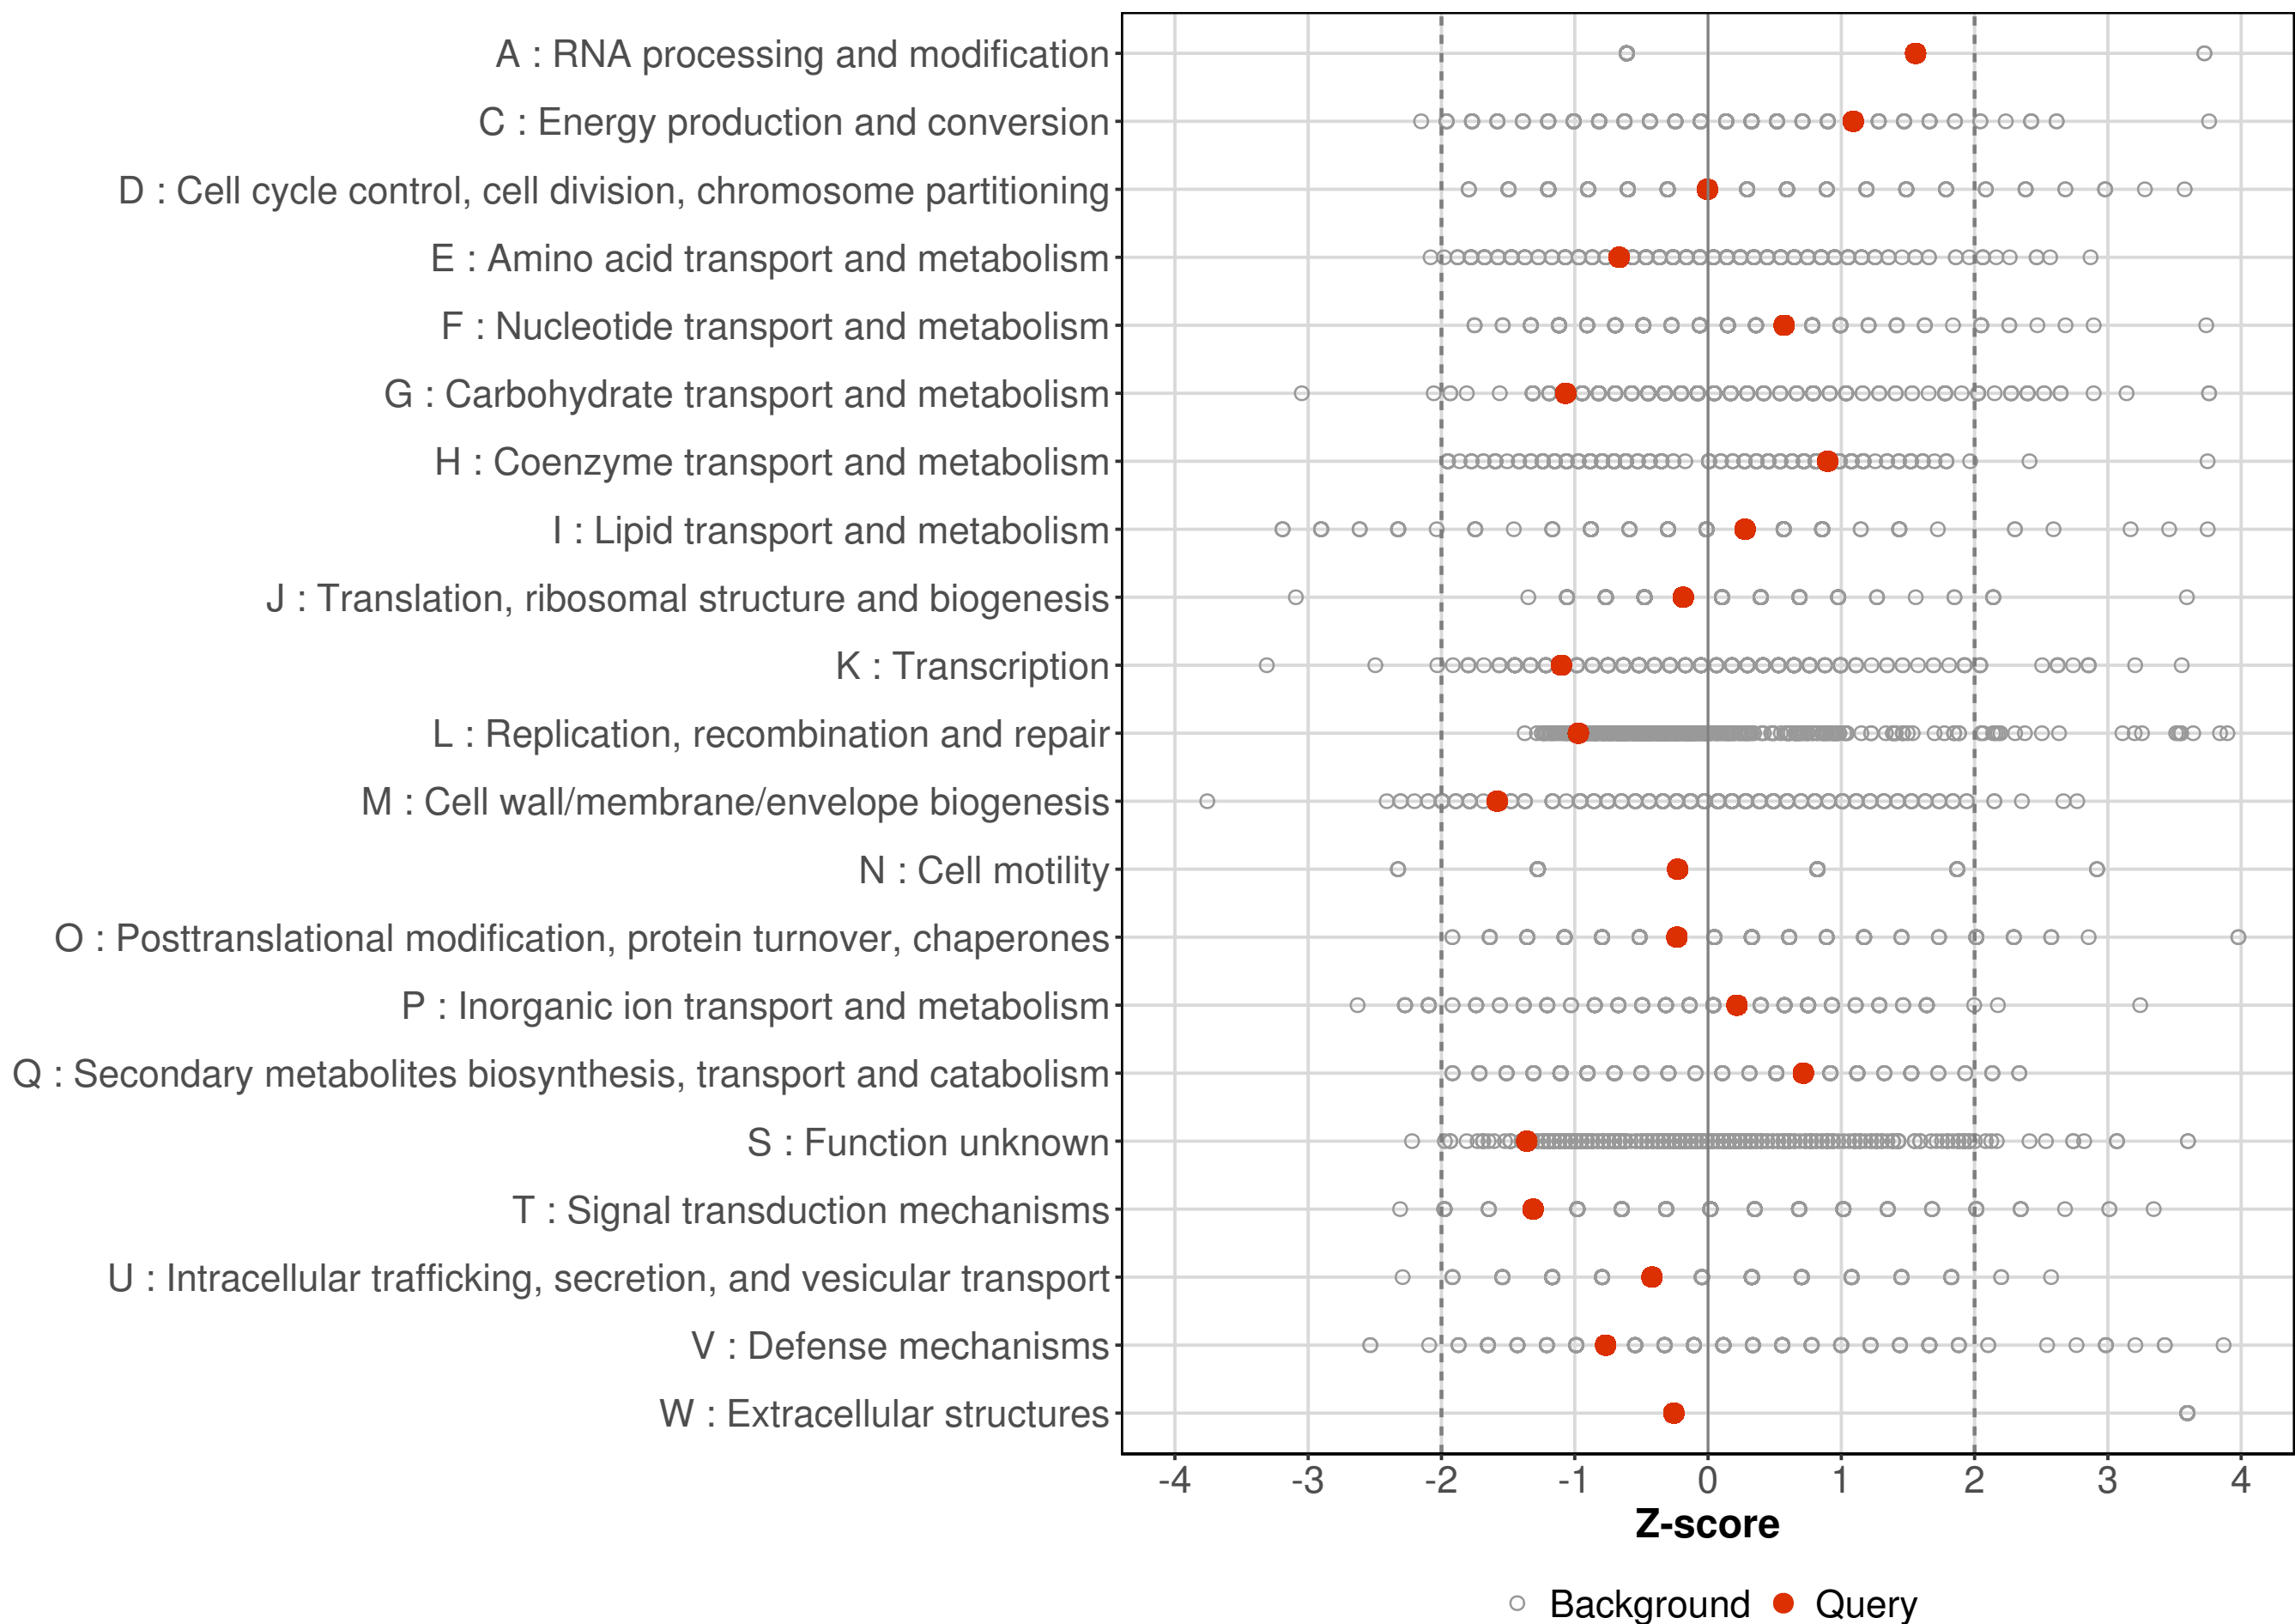 A : RNA processing and modification
C : Energy production and conversion
D : Cell cycle control, cell division, chromosome partitioning
E : Amino acid transport and metabolism
F : Nucleotide transport and metabolism
G : Carbohydrate transport and metabolism
H : Coenzyme transport and metabolism
I : Lipid transport and metabolism
J : Translation, ribosomal structure and biogenesis
K : Transcription
L : Replication, recombination and repair
M : Cell wall/membrane/envelope biogenesis
N : Cell motility
O : Posttranslational modification, protein turnover, chaperones
P : Inorganic ion transport and metabolism
Q : Secondary metabolites biosynthesis, transport and catabolism
S : Function unknown
T : Signal transduction mechanisms
U : Intracellular trafficking, secretion, and vesicular transport
V : Defense mechanisms
W : Extracellular structures
-4 -3 -2 -1 0 1 2 3 4
Z-score
Background Query